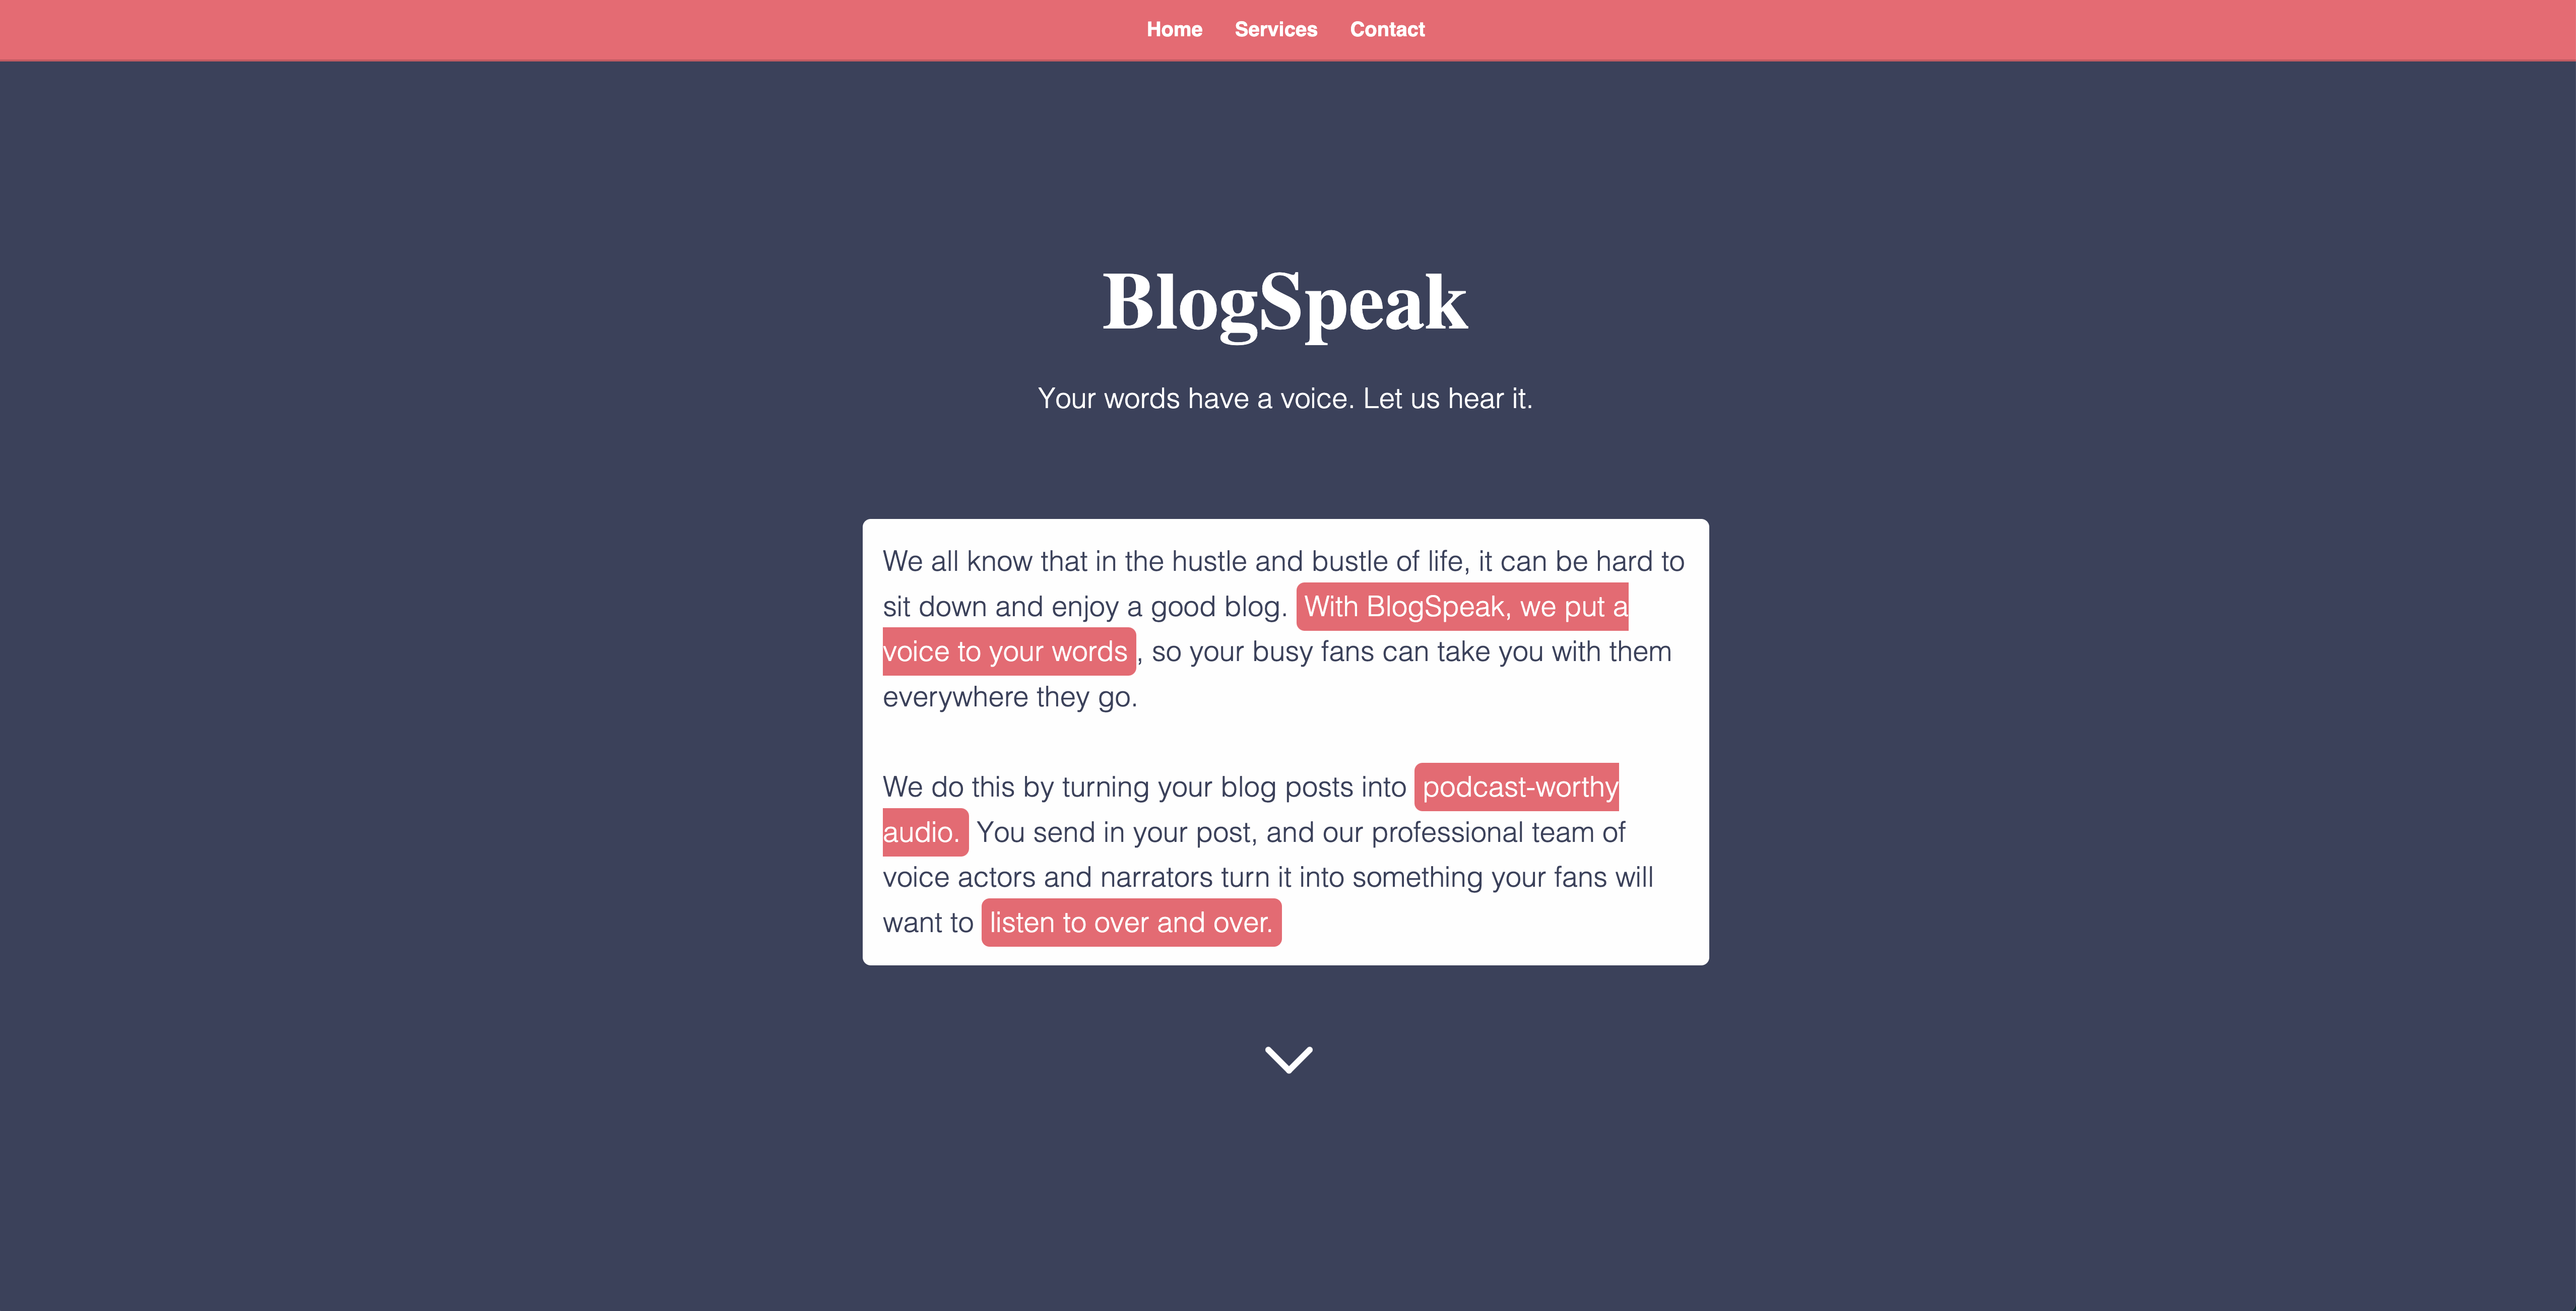 Home Services Contact
BlogSpeak
Your words have a voice. Let us hear it.
We all know that in the hustle and bustle of life, it can be hard to
sit down and enjoy a good blog. With BlogSpeak, we put a
voice to your words , so your busy fans can take you with them
everywhere they go.
We do this by turning your blog posts into podcast-worthy
audio. You send in your post, and our professional team of
voice actors and narrators turn it into something your fans will
want to listen to over and over.